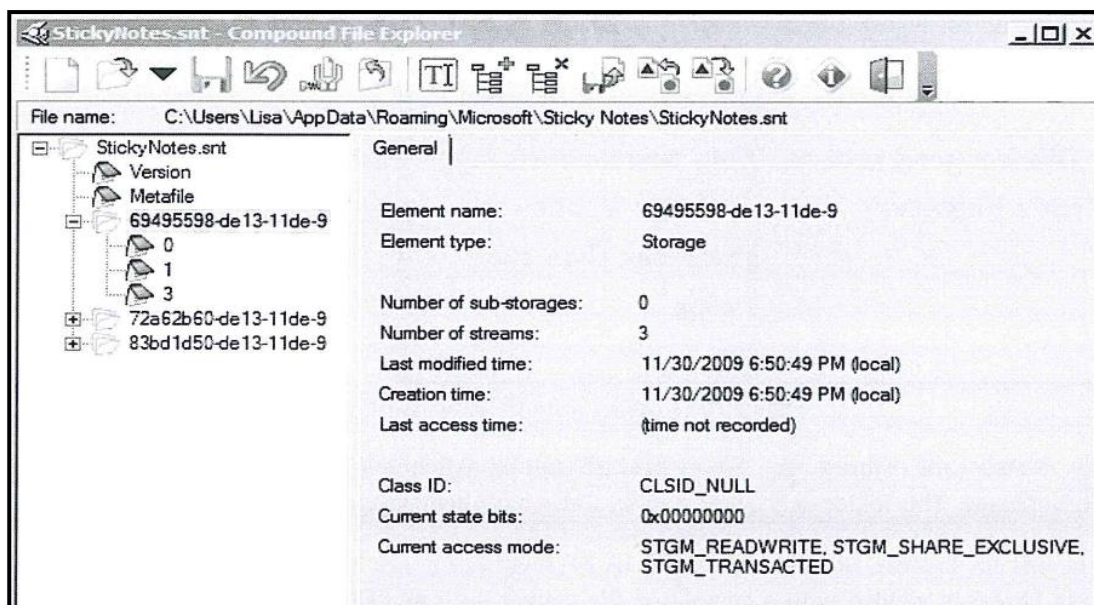 StickyNotes.snt - Compound File Explorer
File name: C:\Users\Lisa\AppData\Roaming\Microsoft\Sticky Notes\StickyNotes.snt
StickyNotes.snt
Version
Metafile
69495598-de13-11de-9
0
1
3
72a62b60-de13-11de-9
83bd1d50-de13-11de-9
General
Element name: 69495598-de13-11de-9
Element type: Storage
Number of sub-storages: 0
Number of streams: 3
Last modified time: 11/30/2009 6:50:49 PM (local)
Creation time: 11/30/2009 6:50:49 PM (local)
Last access time: (time not recorded)
Class ID: CLSID_NULL
Current state bits: 0x00000000
Current access mode: STGM_READWRITE, STGM_SHARE_EXCLUSIVE,
STGM_TRANSACTED